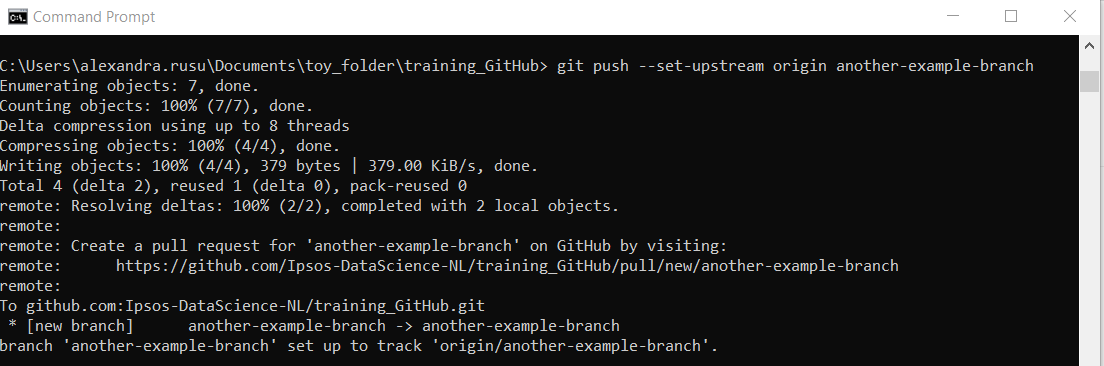 Command Prompt
C:\Users\alexandra.rusu\Documents\toy_folder\training_GitHub> git push --set-upstream origin another-example-branch
Enumerating objects: 7, done.
Counting objects: 100% (7/7), done.
Delta compression using up to 8 threads
Compressing objects: 100% (4/4), done.
Writing objects: 100% (4/4), 379 bytes | 379.00 KiB/s, done.
Total 4 (delta 2), reused 1 (delta 0), pack-reused 0
remote: Resolving deltas: 100% (2/2), completed with 2 local objects.
remote:
remote: Create a pull request for 'another-example-branch' on GitHub by visiting:
remote:      https://github.com/Ipsos-DataScience-NL/training_GitHub/pull/new/another-example-branch
remote:
To github.com:Ipsos-DataScience-NL/training_GitHub.git
 * [new branch]      another-example-branch -> another-example-branch
branch 'another-example-branch' set up to track 'origin/another-example-branch'.